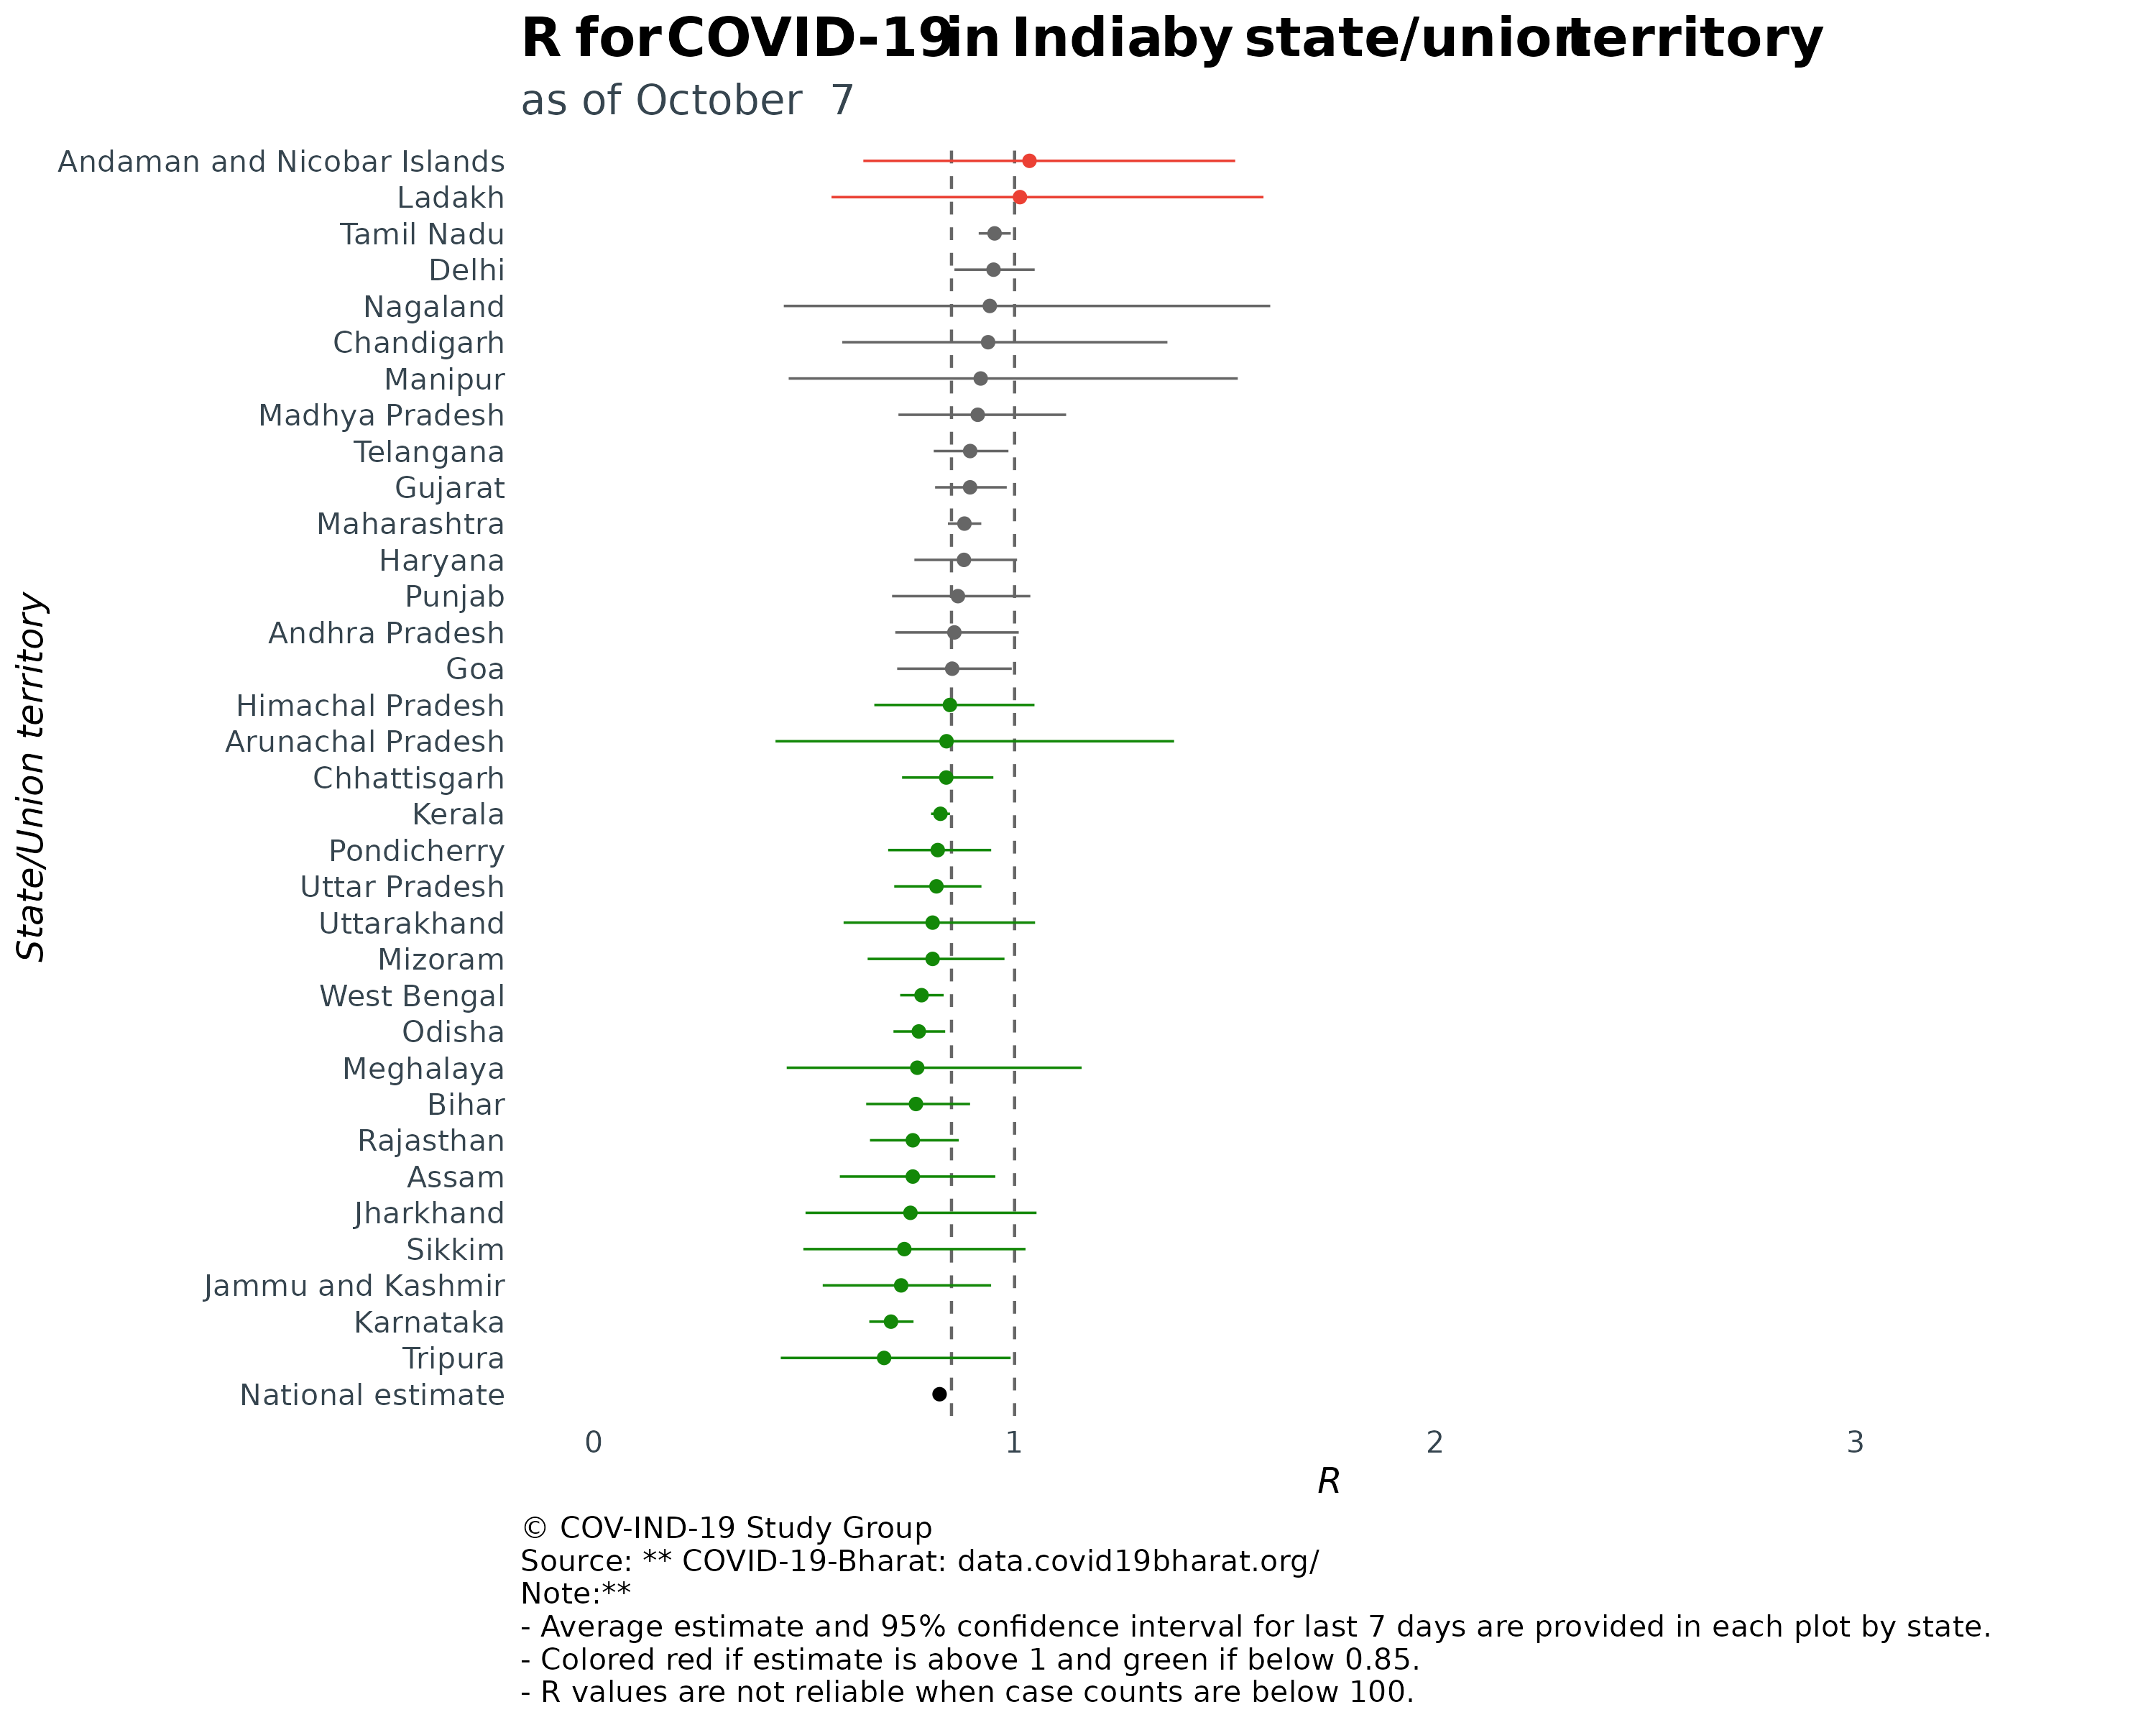 R for COVID-19 in India by state/union territory
as of October 7
Andaman and Nicobar Islands
Ladakh
Tamil Nadu
Delhi
Nagaland
Chandigarh
Manipur
Madhya Pradesh
Telangana
Gujarat
Maharashtra
Haryana
Punjab
Andhra Pradesh
Goa
Himachal Pradesh
Arunachal Pradesh
Chhattisgarh
Kerala
Pondicherry
Uttar Pradesh
Uttarakhand
Mizoram
West Bengal
Odisha
Meghalaya
Bihar
Rajasthan
Assam
Jharkhand
Sikkim
Jammu and Kashmir
Karnataka
Tripura
National estimate
State/Union territory
0 1 2 3
R
© COV-IND-19 Study Group
Source: ** COVID-19-Bharat: data.covid19bharat.org/
Note:**
- Average estimate and 95% confidence interval for last 7 days are provided in each plot by state.
- Colored red if estimate is above 1 and green if below 0.85.
- R values are not reliable when case counts are below 100.